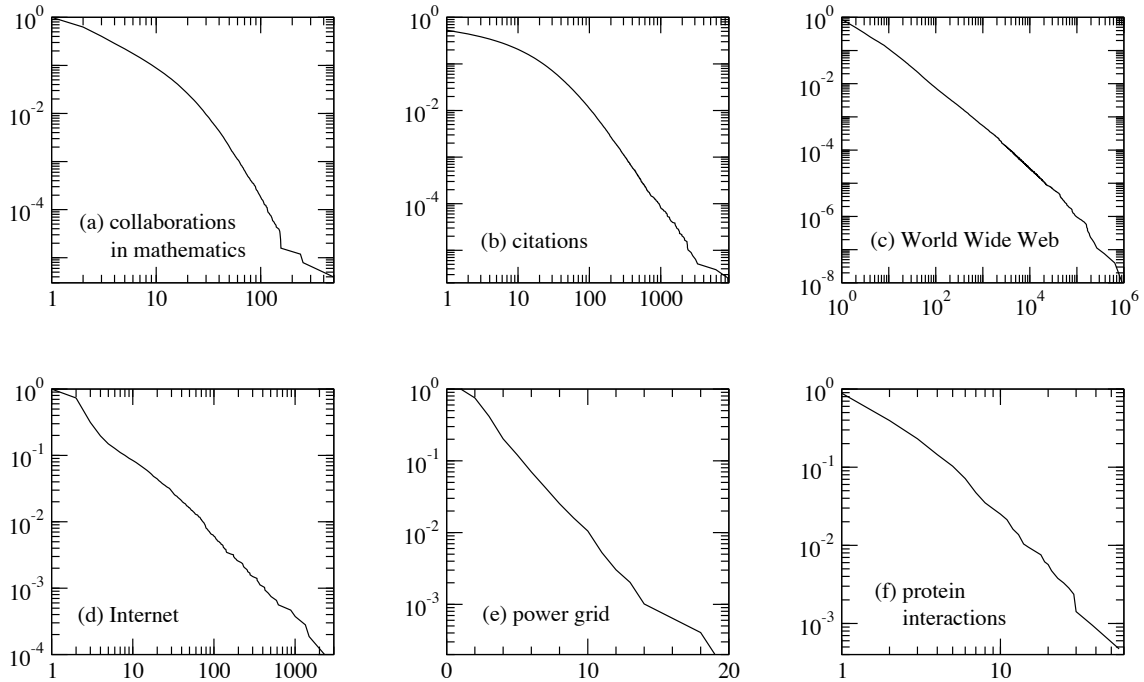 10^0
10^-2
10^-4
1 10 100
(a) collaborations
in mathematics
10^0
10^-2
10^-4
1 10 100 1000
(b) citations
10^0
10^-2
10^-4
10^-6
10^-8
10^0 10^2 10^4 10^6
(c) World Wide Web
10^0
10^-1
10^-2
10^-3
10^-4
1 10 100 1000
(d) Internet
10^0
10^-1
10^-2
10^-3
0 10 20
(e) power grid
10^0
10^-1
10^-2
10^-3
1 10
(f) protein
interactions